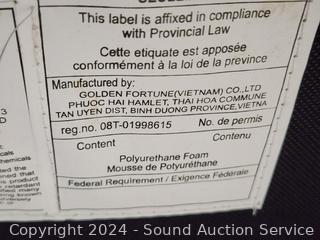 This label is affixed in compliance
with Provincial Law
Cette etiquate est apposée
conformément à la loi de la province
Manufactured by:
GOLDEN FORTUNE(VIETNAM) CO.,LTD
PHUOC HAI HAMLET, THAI HOA COMMUNE
TAN UYEN DIST, BINH DUONG PROVINCE,VIETNA
reg.no. 08T-01998615 No. de permis
Content Contenu
Polyurethane Foam
Mousse de Polyuréthane
Federal Requirement / Exigence Fédérale
Copyright 2024 - Sound Auction Service